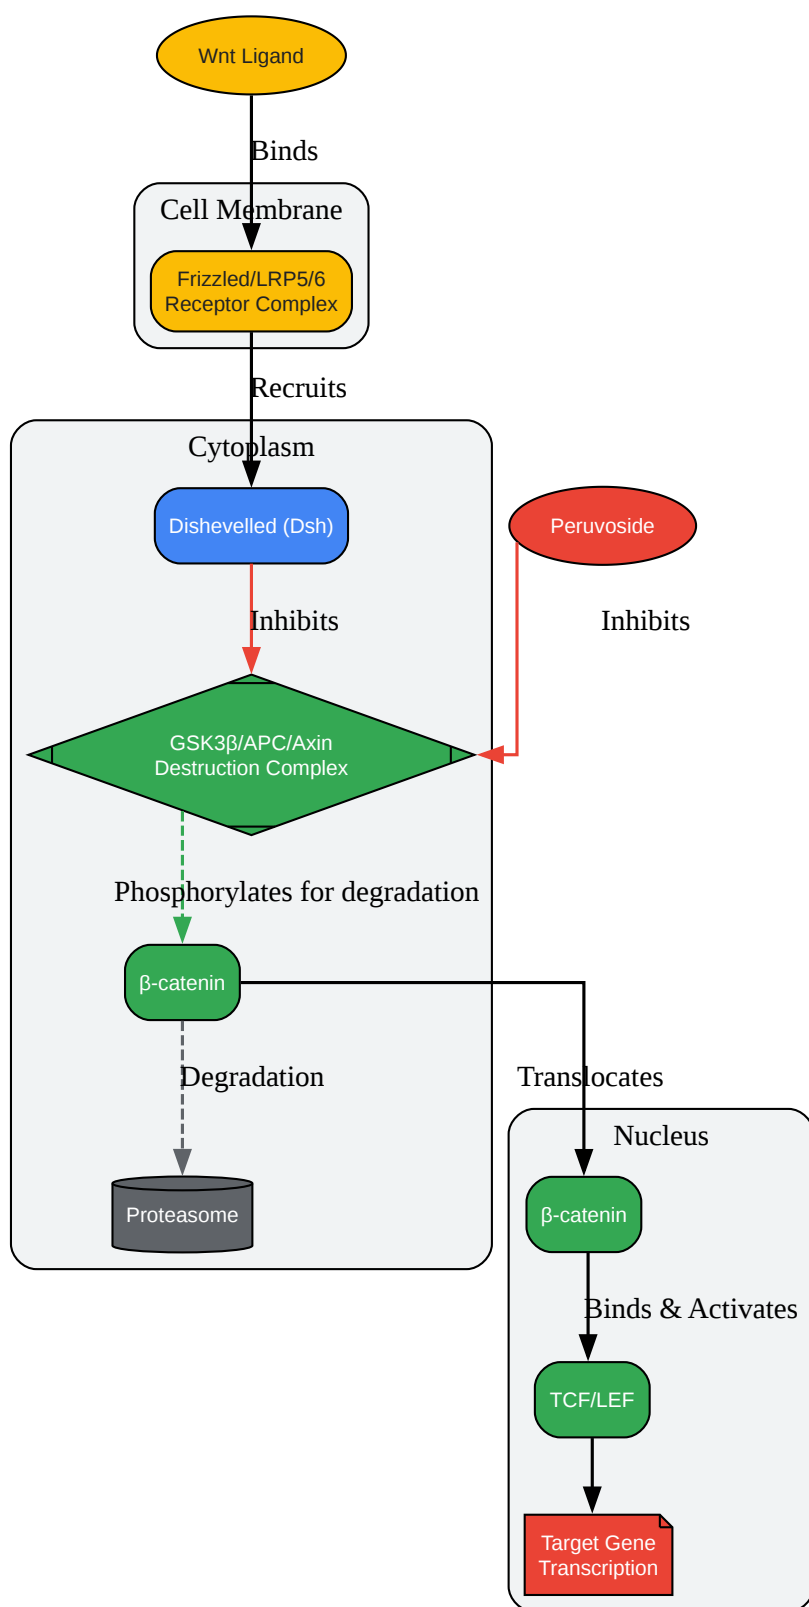 Wnt Ligand
Binds
Cell Membrane
Frizzled/LRP5/6
Receptor Complex
Recruits
Cytoplasm
Dishevelled (Dsh)
Peruvoside
Inhibits
Inhibits
GSK3β/APC/Axin
Destruction Complex
Phosphorylates for degradation
β-catenin
Degradation
Translocates
Nucleus
Proteasome
β-catenin
Binds & Activates
TCF/LEF
Target Gene
Transcription